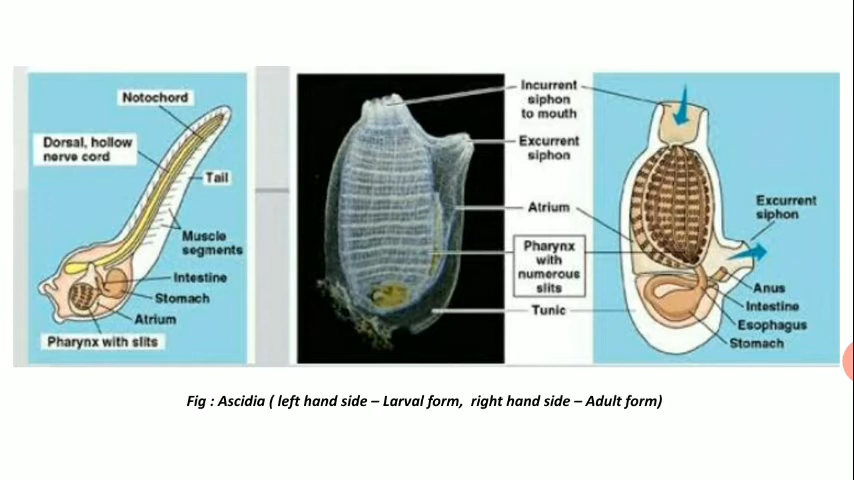 Notochord
Dorsal, hollow
nerve cord
Tail
Muscle
segments
Intestine
Stomach
Atrium
Pharynx with slits
Incurrent
siphon
to mouth
Excurrent
siphon
Atrium
Pharynx
with
numerous
slits
Tunic
Excurrent
siphon
Anus
Intestine
Esophagus
Stomach
Fig : Ascidia ( left hand side – Larval form, right hand side – Adult form)